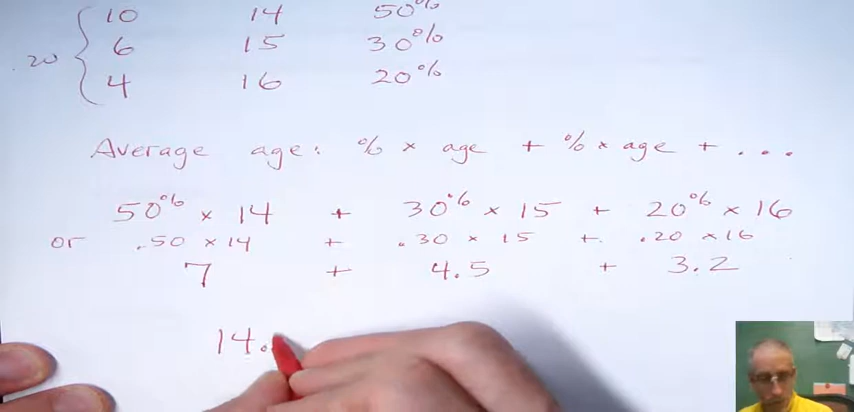 10 14 50%
6 15 30%
20 4 16 20%
Average age: % × age + % × age + ...
50% × 14 + 30% × 15 + 20% × 16
or .50 × 14 + .30 × 15 + .20 × 16
7 + 4.5 + 3.2
14.